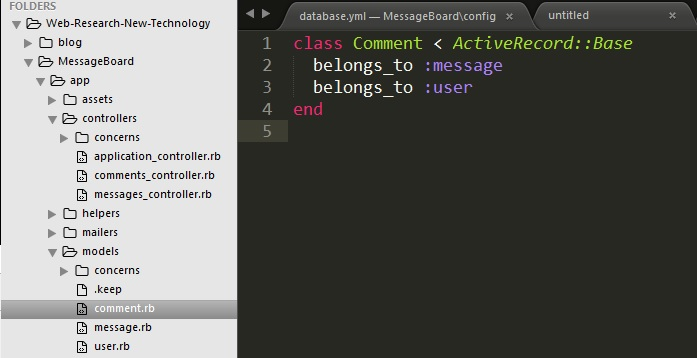 FOLDERS
Web-Research-New-Technology
blog
MessageBoard
app
assets
controllers
concerns
application_controller.rb
comments_controller.rb
messages_controller.rb
helpers
mailers
models
concerns
.keep
comment.rb
message.rb
user.rb
database.yml — MessageBoard\config ×
untitled ×
1 class Comment < ActiveRecord::Base
2 belongs_to :message
3 belongs_to :user
4 end
5